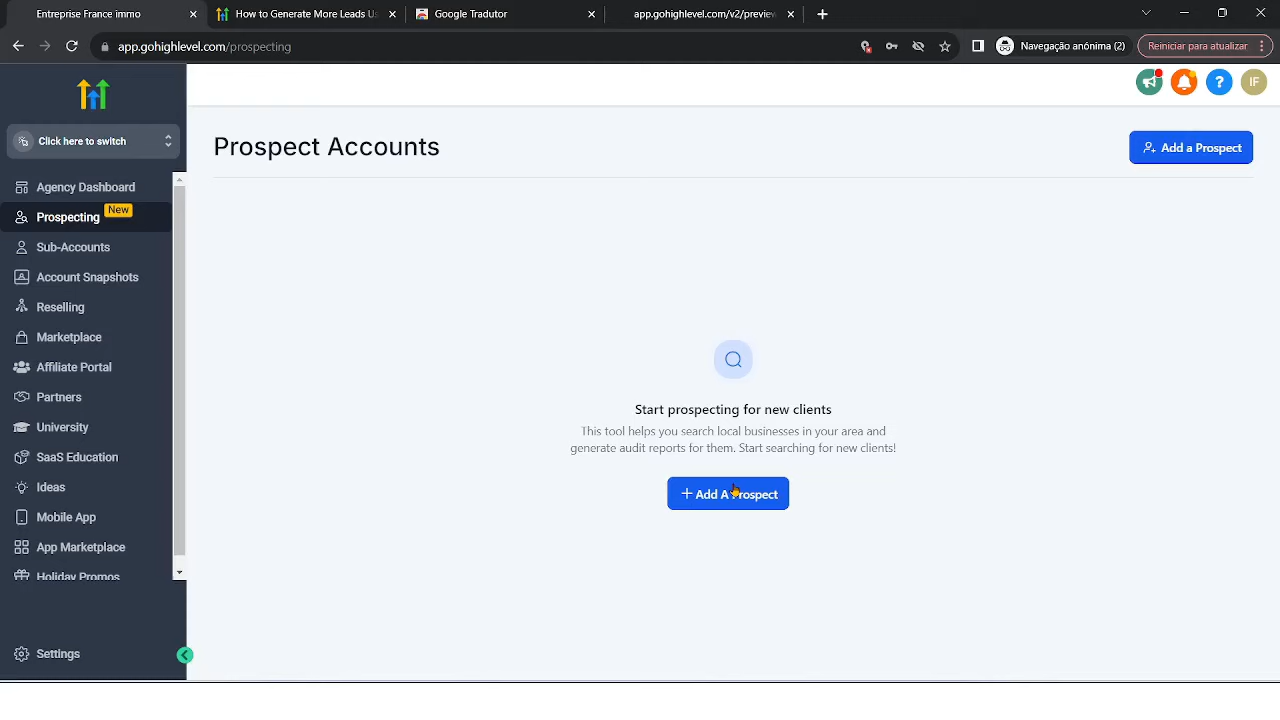 Entreprise France immo
How to Generate More Leads Us
Google Tradutor
app.gohighlevel.com/v2/preview
app.gohighlevel.com/prospecting
Navegação anônima (2)
Reiniciar para atualizar
IF
Click here to switch
Prospect Accounts
Add a Prospect
Agency Dashboard
Prospecting
New
Sub-Accounts
Account Snapshots
Reselling
Marketplace
Affiliate Portal
Partners
University
SaaS Education
Ideas
Mobile App
App Marketplace
Holiday Promos
Settings
Start prospecting for new clients
This tool helps you search local businesses in your area and
generate audit reports for them. Start searching for new clients!
Add A Prospect